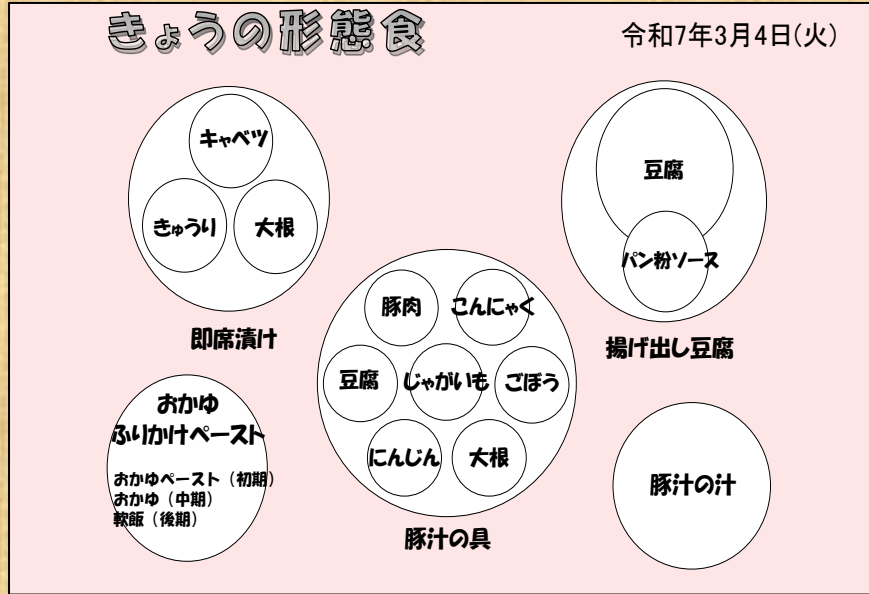 きょうの形態食
令和7年3月4日(火)
キャベツ
きゅうり
大根
即席漬け
豆腐
パン粉ソース
揚げ出し豆腐
豚肉
こんにゃく
豆腐
じゃがいも
ごぼう
にんじん
大根
豚汁の具
おかゆ
ふりかけペースト
おかゆペースト（初期）
おかゆ（中期）
軟飯（後期）
豚汁の汁